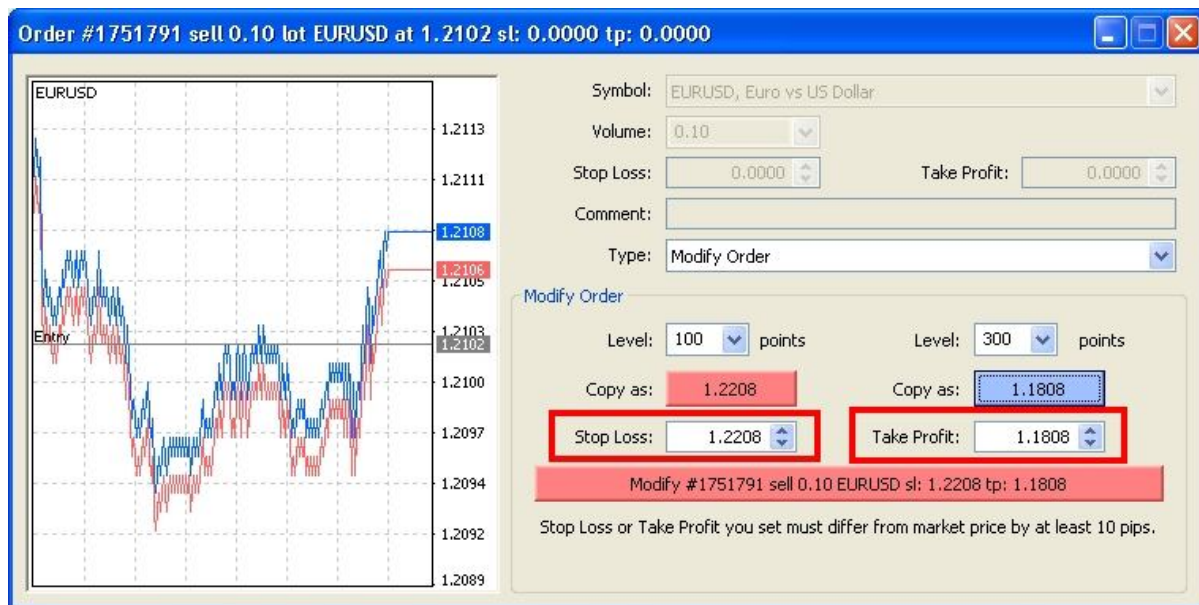 Order #1751791 sell 0.10 lot EURUSD at 1.2102 sl: 0.0000 tp: 0.0000
EURUSD
1.2113
1.2111
1.2108
1.2106
1.2105
1.2103
Entry
1.2102
1.2100
1.2097
1.2094
1.2092
1.2089
Symbol: EURUSD, Euro vs US Dollar
Volume: 0.10
Stop Loss: 0.0000 Take Profit: 0.0000
Comment:
Type: Modify Order
Modify Order
Level: 100 points Level: 300 points
Copy as: 1.2208 Copy as: 1.1808
Stop Loss: 1.2208 Take Profit: 1.1808
Modify #1751791 sell 0.10 EURUSD sl: 1.2208 tp: 1.1808
Stop Loss or Take Profit you set must differ from market price by at least 10 pips.